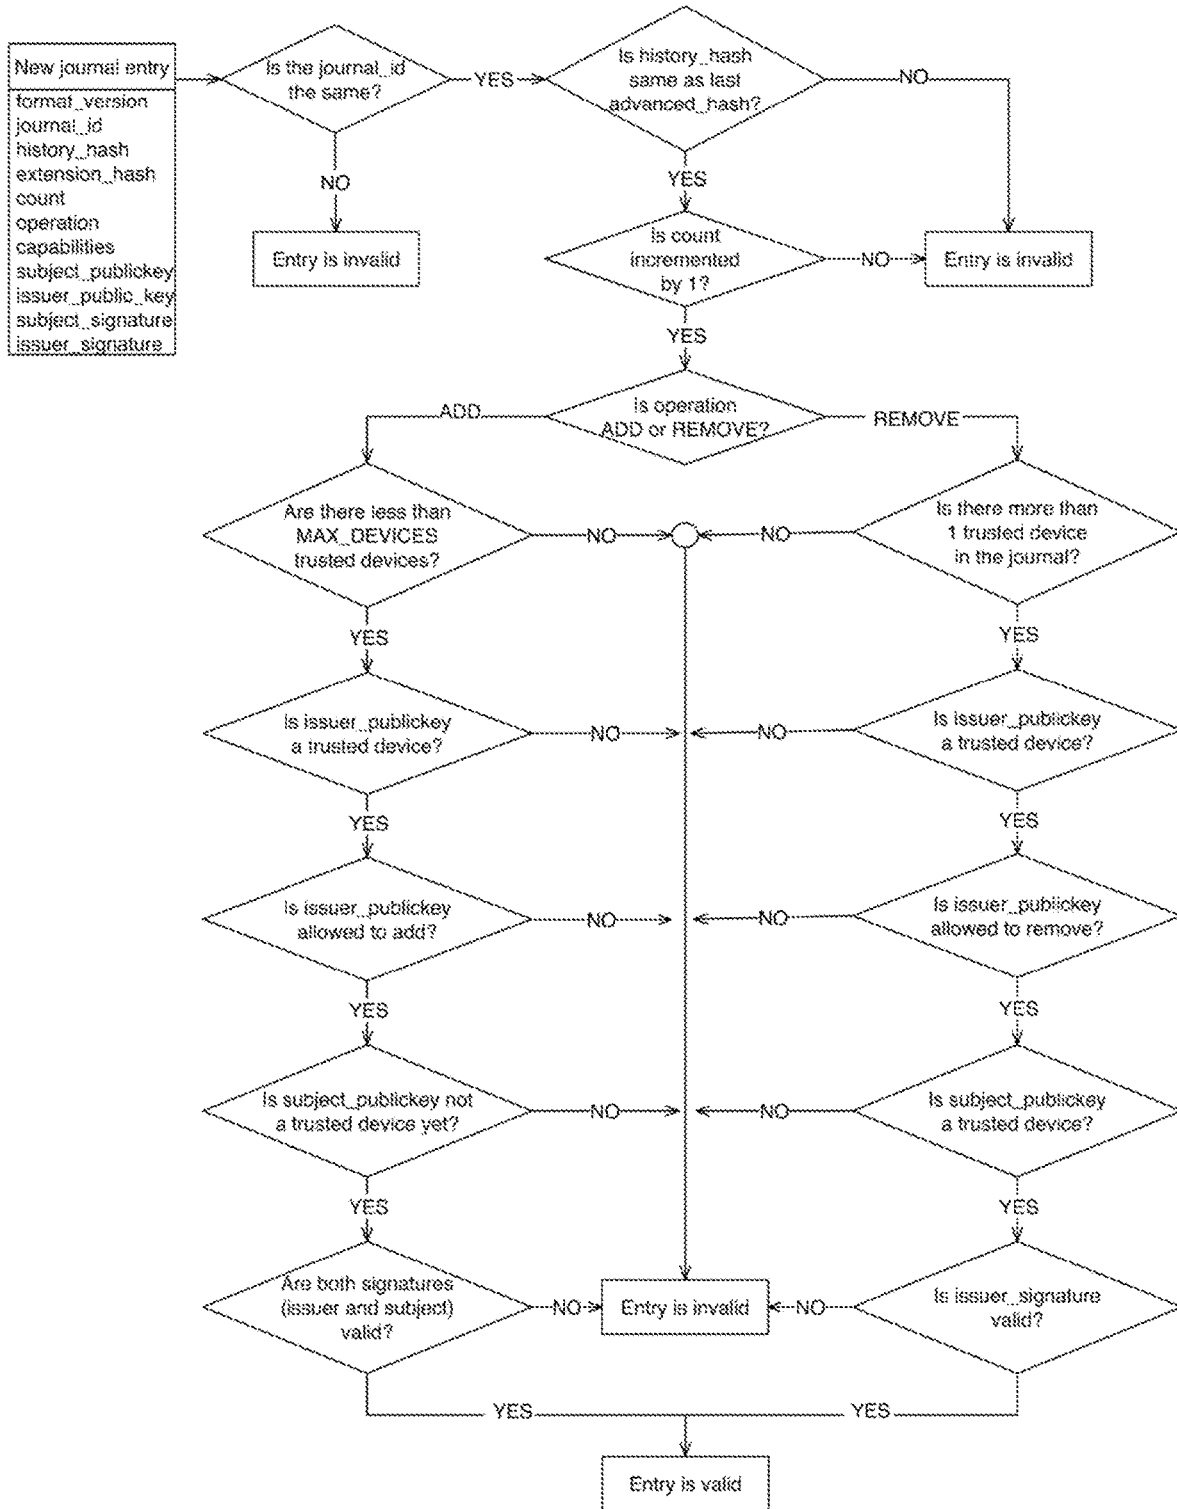 New journal entry
format_version
journal_id
history_hash
extension_hash
count
operation
capabilities
subject_publickey
issuer_public_key
subject_signature
issuer_signature
Is the journal_id
the same?
YES
NO
Entry is invalid
Is history_hash
same as last
advanced_hash?
NO
YES
Is count
incremented
by 1?
NO
Entry is invalid
YES
Is operation
ADD or REMOVE?
ADD
REMOVE
Are there less than
MAX_DEVICES
trusted devices?
NO
NO
Is there more than
1 trusted device
in the journal?
YES
YES
Is issuer_publickey
a trusted device?
NO
NO
Is issuer_publickey
a trusted device?
YES
YES
Is issuer_publickey
allowed to add?
NO
NO
Is issuer_publickey
allowed to remove?
YES
YES
Is subject_publickey not
a trusted device yet?
NO
NO
Is subject_publickey
a trusted device?
YES
YES
Are both signatures
(issuer and subject)
valid?
NO
Entry is invalid
NO
Is issuer_signature
valid?
YES
YES
Entry is valid